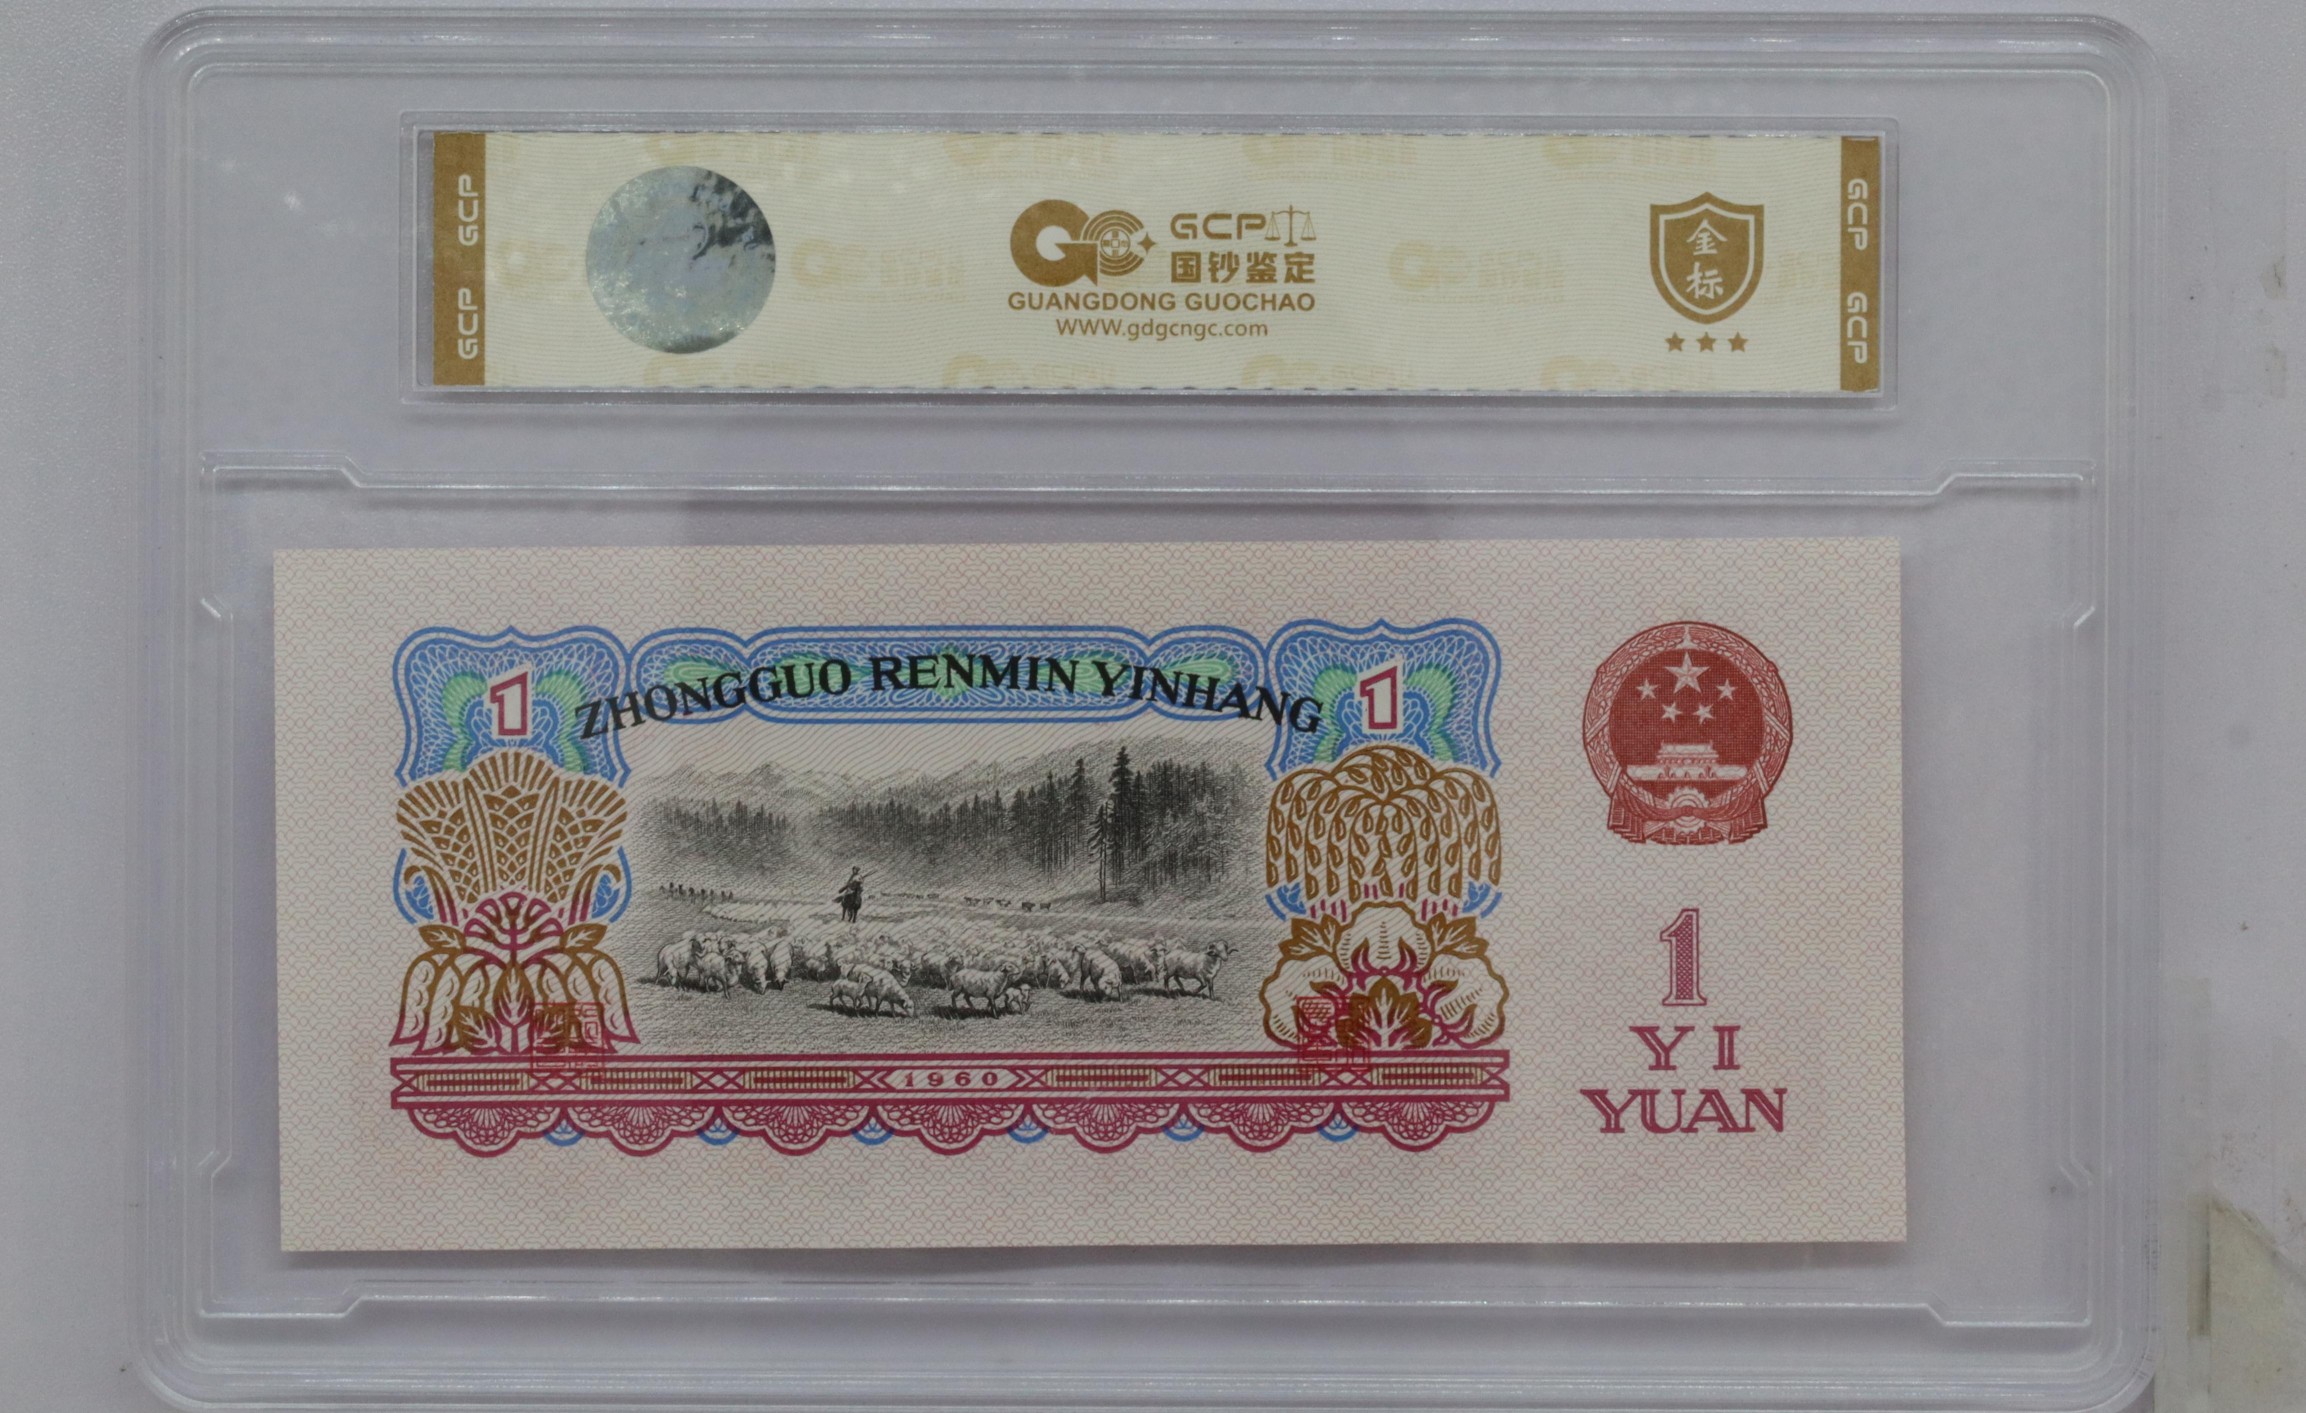 GCP GCP
GCP
国钞鉴定
GUANGDONG GUOCHAO
WWW.gdgcngc.com
金
标
GCP GCP
ZHONGGUO RENMIN YINHANG
1
1
1960
1
YI
YUAN